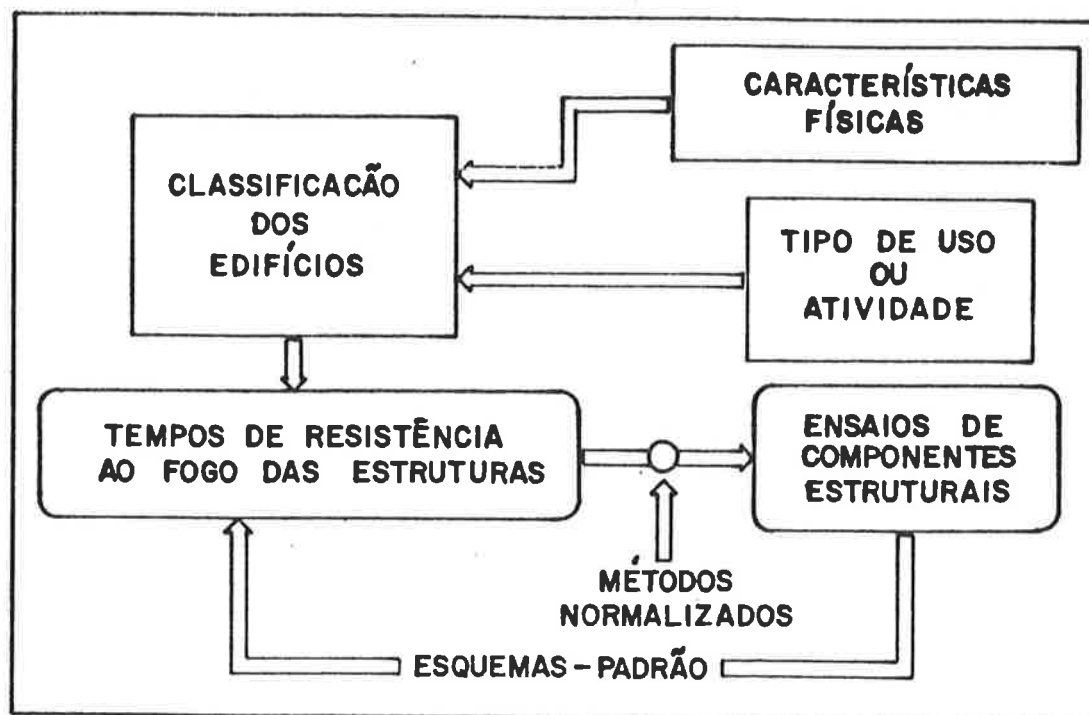 CARACTERÍSTICAS
FÍSICAS
CLASSIFICACÃO
DOS
EDIFÍCIOS
TIPO DE USO
OU
ATIVIDADE
TEMPOS DE RESISTÊNCIA
AO FOGO DAS ESTRUTURAS
ENSAIOS DE
COMPONENTES
ESTRUTURAIS
MÉTODOS
NORMALIZADOS
ESQUEMAS-PADRÃO